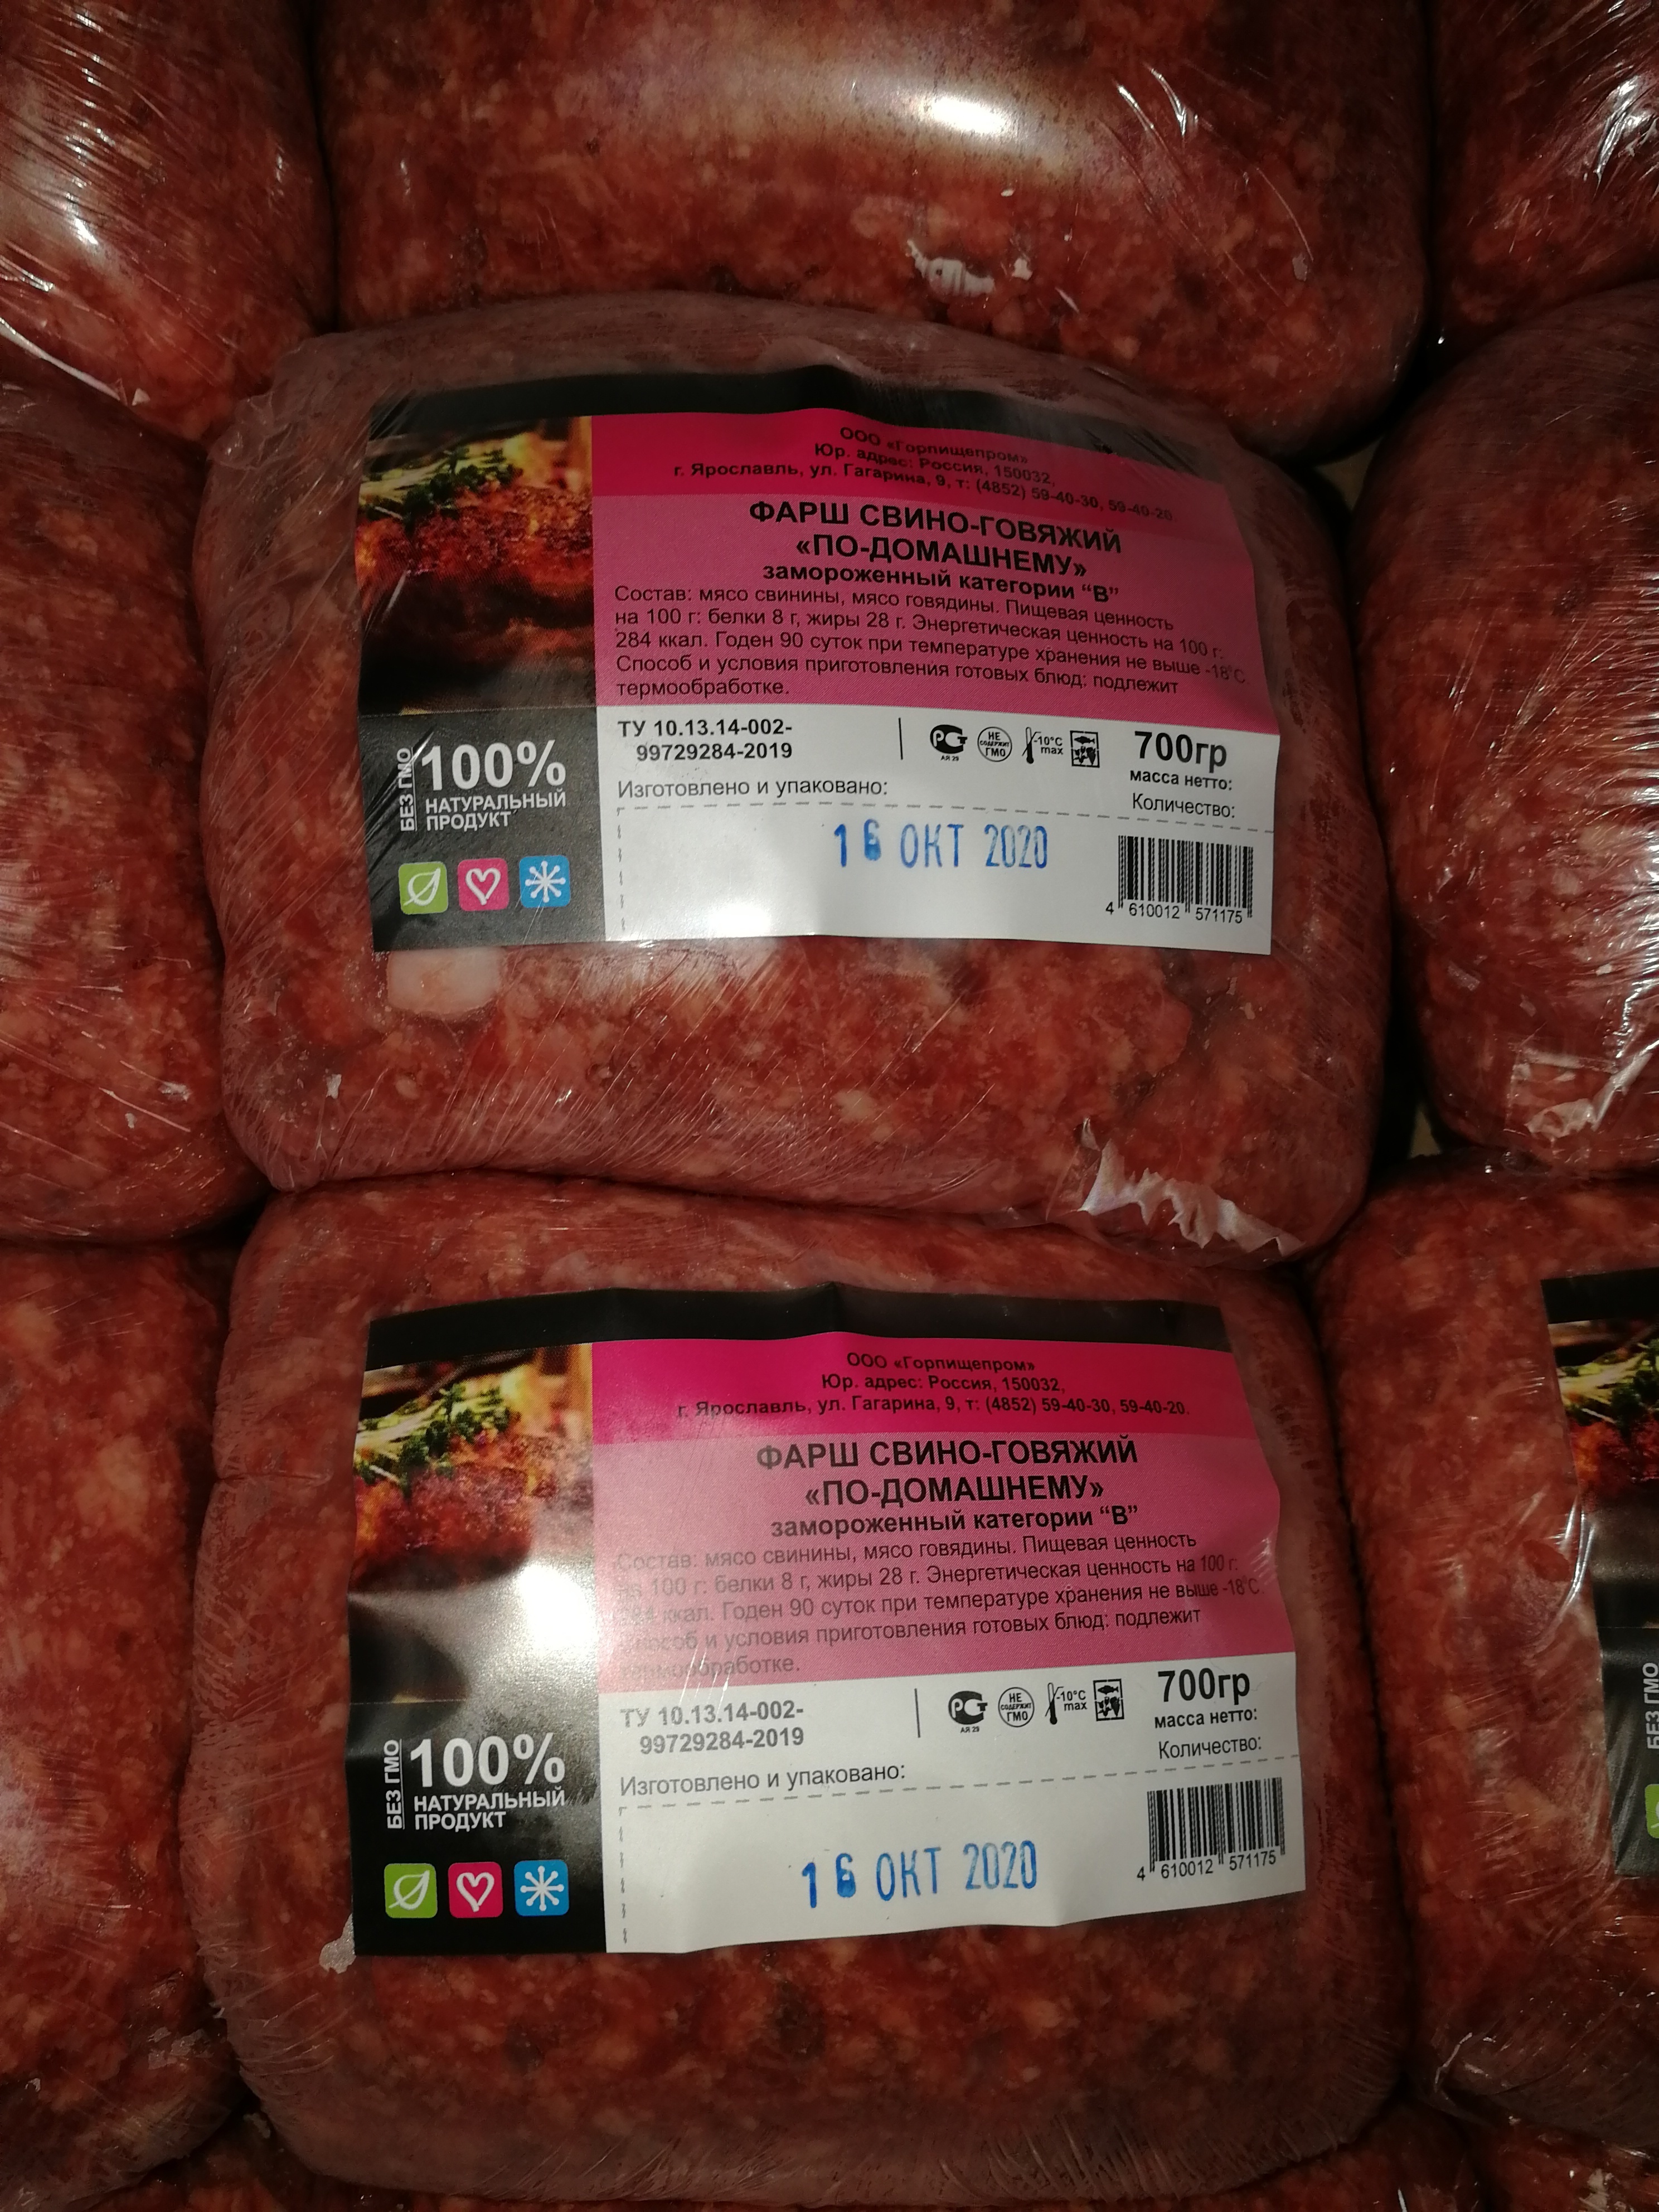 ООО «Горпищепром»
Юр. адрес: Россия, 150032,
г. Ярославль, ул. Гагарина, 9, т: (4852) 59-40-30, 59-40-20.
ФАРШ СВИНО-ГОВЯЖИЙ
«ПО-ДОМАШНЕМУ»
замороженный категории “В”
Состав: мясо свинины, мясо говядины. Пищевая ценность
на 100 г: белки 8 г, жиры 28 г. Энергетическая ценность на 100 г:
284 ккал. Годен 90 суток при температуре хранения не выше -18°С.
Способ и условия приготовления готовых блюд: подлежит
термообработке.
БЕЗ ГМО
100%
НАТУРАЛЬНЫЙ
ПРОДУКТ
ТУ 10.13.14-002-
99729284-2019
РСТ
АЯ 29
НЕ
СОДЕРЖИТ
ГМО
-10°C
max
700гр
масса нетто:
Изготовлено и упаковано:
Количество:
16 ОКТ 2020
4 610012 571175
ООО «Горпищепром»
Юр. адрес: Россия, 150032,
г. Ярославль, ул. Гагарина, 9, т: (4852) 59-40-30, 59-40-20.
ФАРШ СВИНО-ГОВЯЖИЙ
«ПО-ДОМАШНЕМУ»
замороженный категории “В”
Состав: мясо свинины, мясо говядины. Пищевая ценность
на 100 г: белки 8 г, жиры 28 г. Энергетическая ценность на 100 г:
284 ккал. Годен 90 суток при температуре хранения не выше -18°С.
Способ и условия приготовления готовых блюд: подлежит
термообработке.
БЕЗ ГМО
100%
НАТУРАЛЬНЫЙ
ПРОДУКТ
ТУ 10.13.14-002-
99729284-2019
РСТ
АЯ 29
НЕ
СОДЕРЖИТ
ГМО
-10°C
max
700гр
масса нетто:
Изготовлено и упаковано:
Количество:
16 ОКТ 2020
4 610012 571175
БЕЗ ГМО